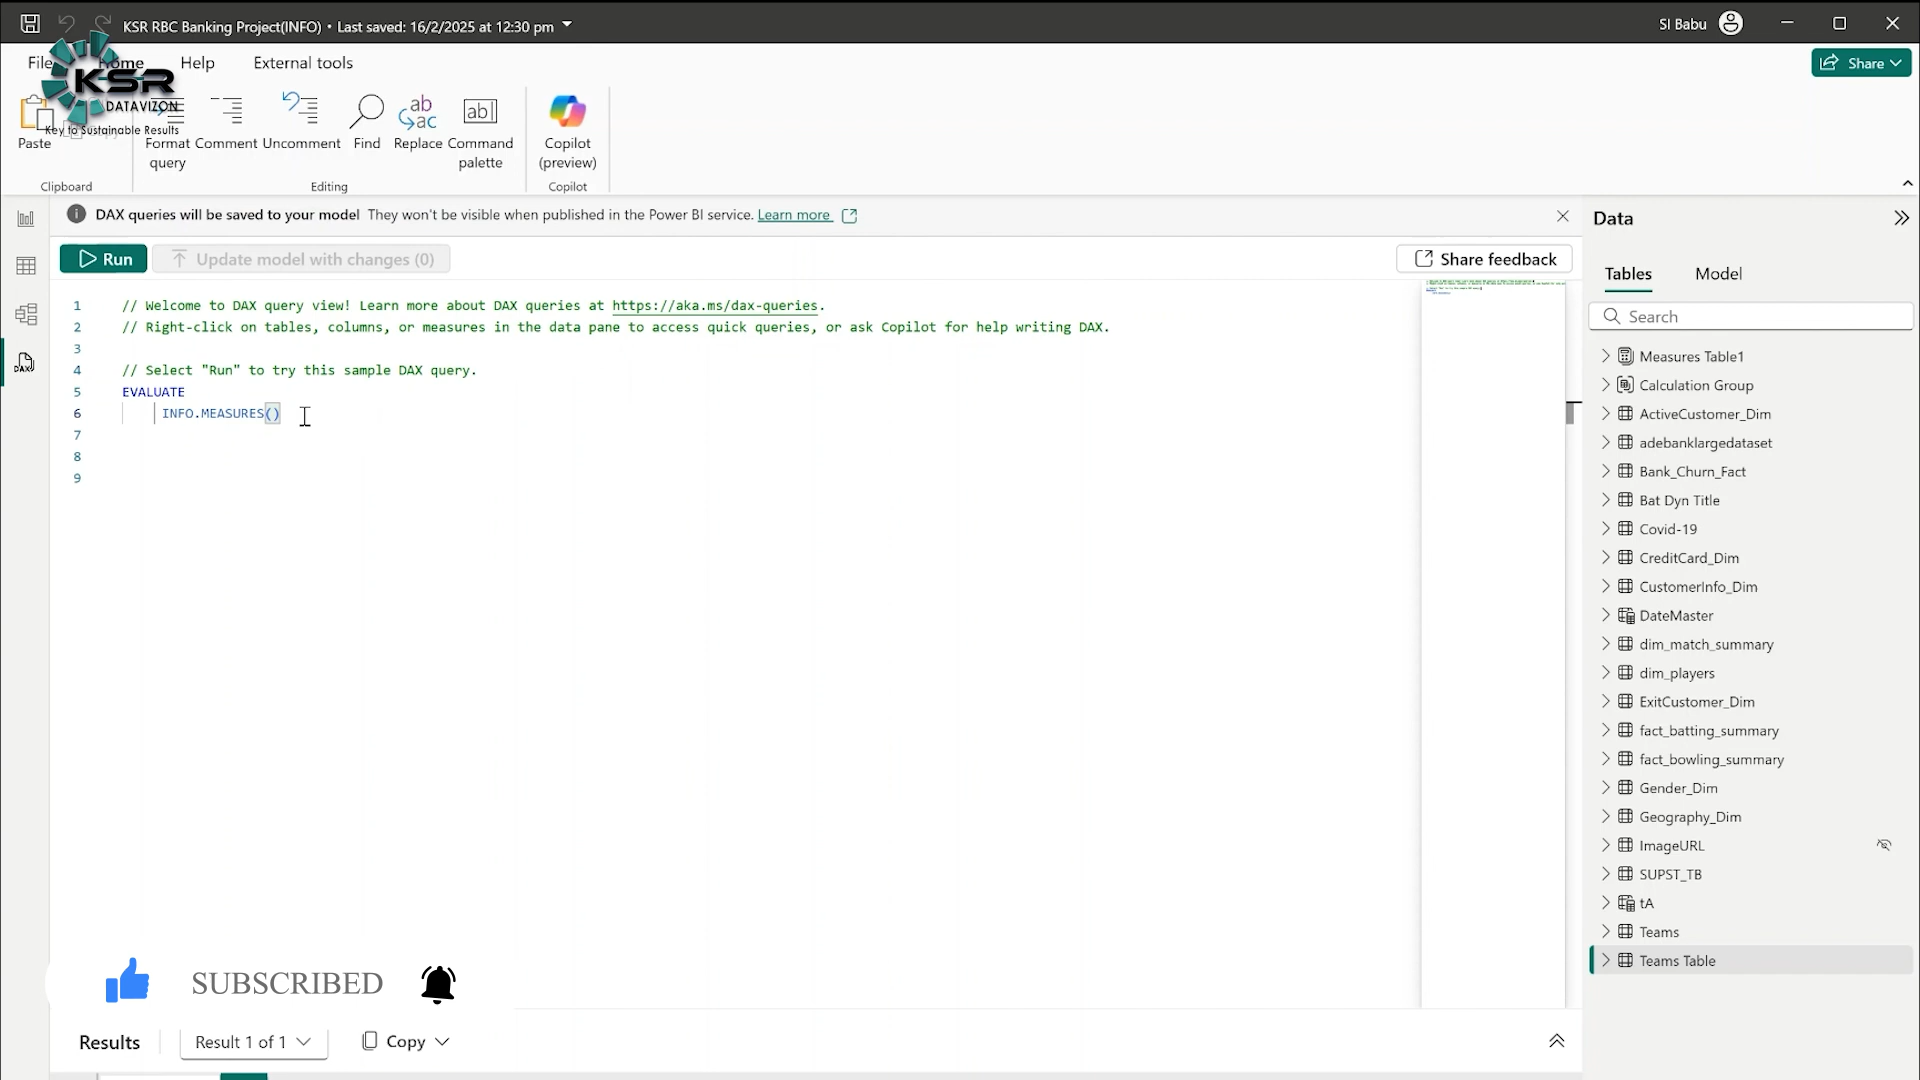 KSR RBC Banking Project(INFO) • Last saved: 16/2/2025 at 12:30 pm
SI Babu
File
Home
Help
External tools
Share
KSR
DATAVIZON
Key to Sustainable Results
Paste
Format query
Comment
Uncomment
Find
Replace
Command palette
Copilot (preview)
Clipboard
Editing
Copilot
DAX queries will be saved to your model They won't be visible when published in the Power BI service. Learn more
Run
Update model with changes (0)
Share feedback
1 // Welcome to DAX query view! Learn more about DAX queries at https://aka.ms/dax-queries.
2 // Right-click on tables, columns, or measures in the data pane to access quick queries, or ask Copilot for help writing DAX.
3
4 // Select "Run" to try this sample DAX query.
5 EVALUATE
6 INFO.MEASURES()
7
8
9
Data
Tables
Model
Search
Measures Table1
Calculation Group
ActiveCustomer_Dim
adebanklargedataset
Bank_Churn_Fact
Bat Dyn Title
Covid-19
CreditCard_Dim
CustomerInfo_Dim
DateMaster
dim_match_summary
dim_players
ExitCustomer_Dim
fact_batting_summary
fact_bowling_summary
Gender_Dim
Geography_Dim
ImageURL
SUPST_TB
tA
Teams
Teams Table
SUBSCRIBED
Results
Result 1 of 1
Copy